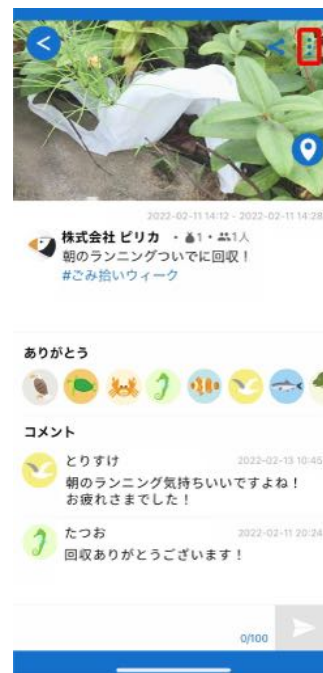 2022-02-11 14:12 - 2022-02-11 14:28
株式会社 ピリカ ・1・1人
朝のランニングついでに回収！
#ごみ拾いウィーク
ありがとう
コメント
とりすけ 2022-02-13 10:45
朝のランニング気持ちいいですよね！
お疲れさまでした！
たつお 2022-02-11 20:24
回収ありがとうございます！
0/100